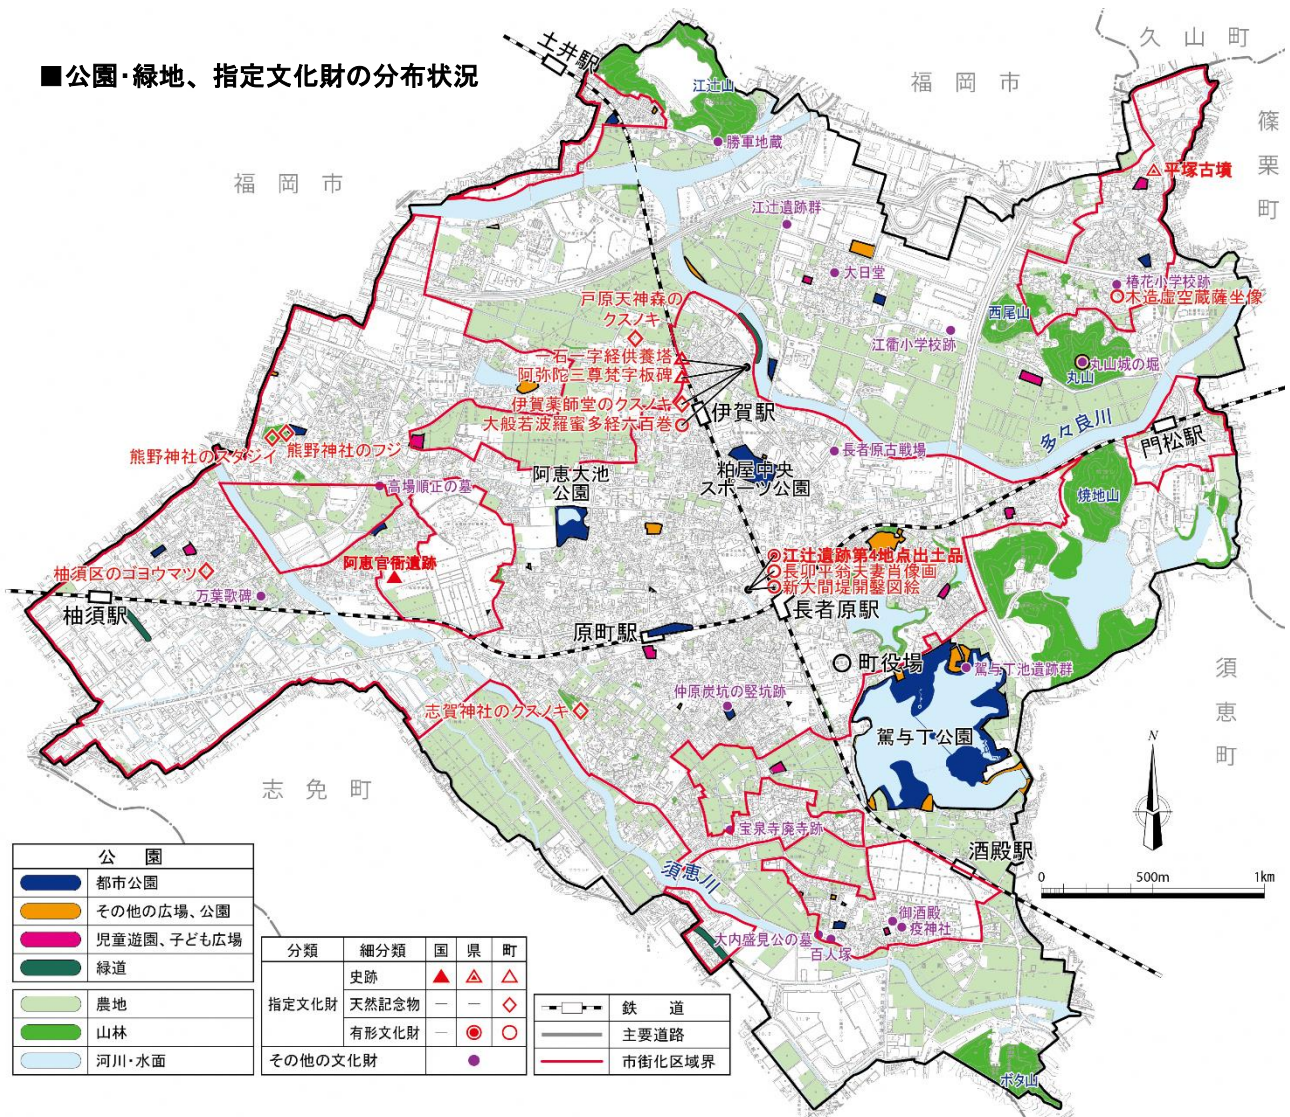 ■公園・緑地、指定文化財の分布状況
土井駅
久山町
福岡市
江辻山
篠栗町
勝軍地蔵
福岡市
平塚古墳
江辻遺跡群
大日堂
椿花小学校跡
木造虚空蔵薩坐像
戸原天神森の
クスノキ
西尾山
江衝小学校跡
石一字経供養塔
阿弥陀三尊梵字板碑
丸山城の堀
丸山
伊賀薬師堂のクスノキ
大般若波羅蜜多経六百巻
伊賀駅
多々良川
門松駅
熊野神社のフジ
熊野神社のスダジイ
長者原古戦場
粕屋中央
スポーツ公園
阿恵大池
公園
高場順正の墓
焼地山
阿恵官衙遺跡
江辻遺跡第4地点出土品
長卯平翁夫妻肖像画
新大間堤開鑿図絵
柚須区のゴヨウマツ
万葉歌碑
柚須駅
長者原駅
原町駅
町役場
駕与丁池遺跡群
須恵町
仲原炭坑の竪坑跡
志賀神社のクスノキ
駕与丁公園
N
志免町
宝泉寺廃寺跡
酒殿駅
須恵川
0 500m 1km
御酒殿
疫神社
大内盛見公の墓
百人塚
ボタ山
公園
都市公園
その他の広場、公園
児童遊園、子ども広場
緑道
農地
山林
河川・水面
分類 細分類 国 県 町
史跡
指定文化財 天然記念物 — —
有形文化財 —
その他の文化財
鉄道
主要道路
市街化区域界